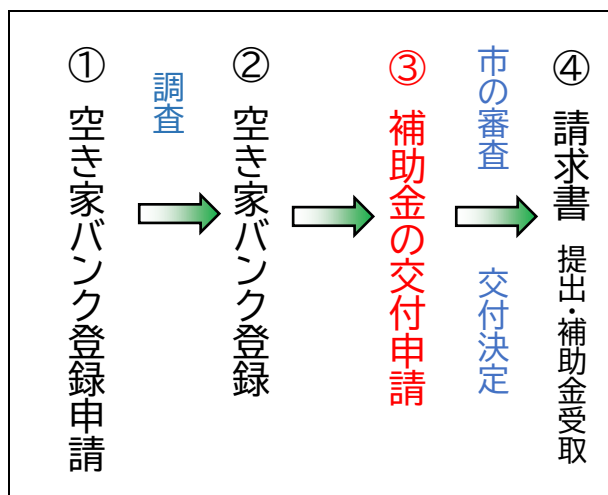 ① 空き家バンク登録申請
調査
② 空き家バンク登録
③ 補助金の交付申請
市の審査
交付決定
④ 請求書 提出・補助金受取